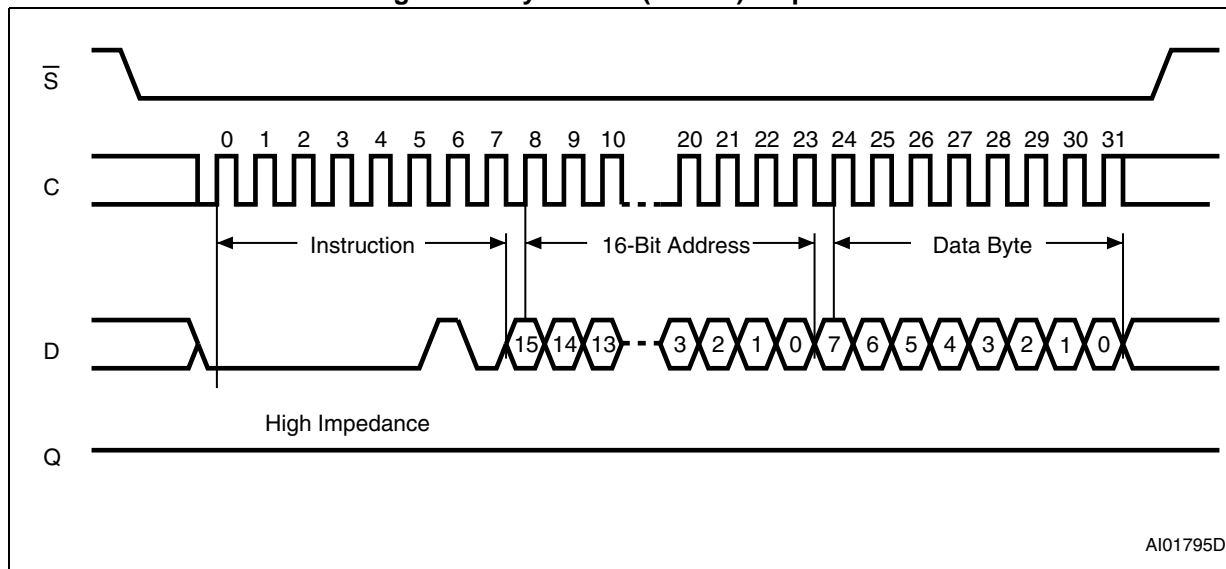 S
0 1 2 3 4 5 6 7 8 9 10 20 21 22 23 24 25 26 27 28 29 30 31
C
Instruction 16-Bit Address Data Byte
D
15 14 13 3 2 1 0 7 6 5 4 3 2 1 0
High Impedance
Q
AI01795D